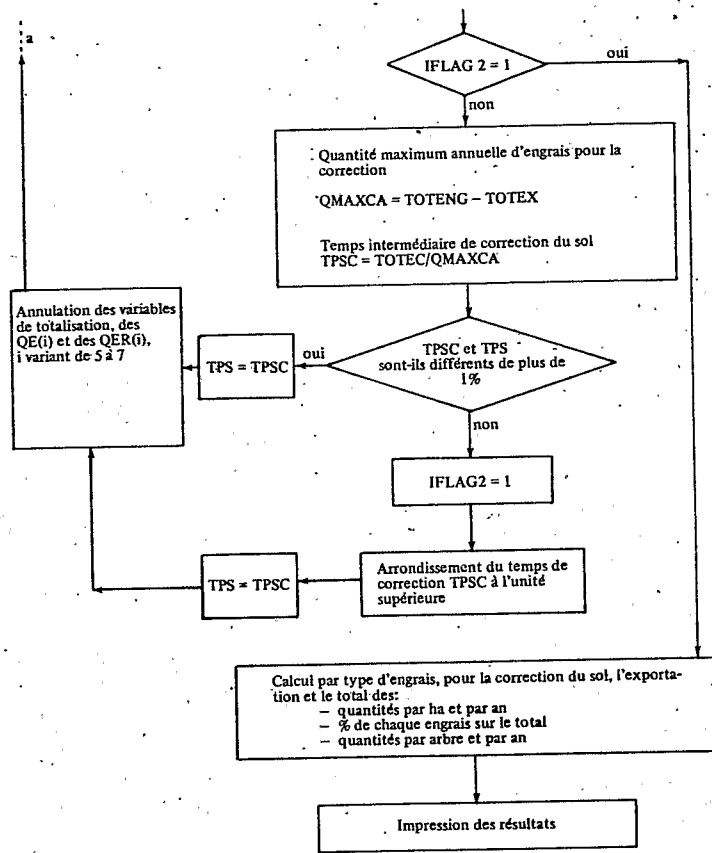 a
IFLAG 2 = 1
oui
non
Quantité maximum annuelle d'engrais pour la
correction
QMAXCA = TOTENG – TOTEX
Temps intermédiaire de correction du sol
TPSC = TOTEC/QMAXCA
Annulation des variables
de totalisation, des
QE(i) et des QER(i),
i variant de 5 à 7
TPS = TPSC
oui
TPSC et TPS
sont-ils différents de plus de
1%
non
IFLAG2 = 1
TPS = TPSC
Arrondissement du temps de
correction TPSC à l'unité
supérieure
Calcul par type d'engrais, pour la correction du sol, l'exporta-
tion et le total des:
– quantités par ha et par an
– % de chaque engrais sur le total
– quantités par arbre et par an
Impression des résultats